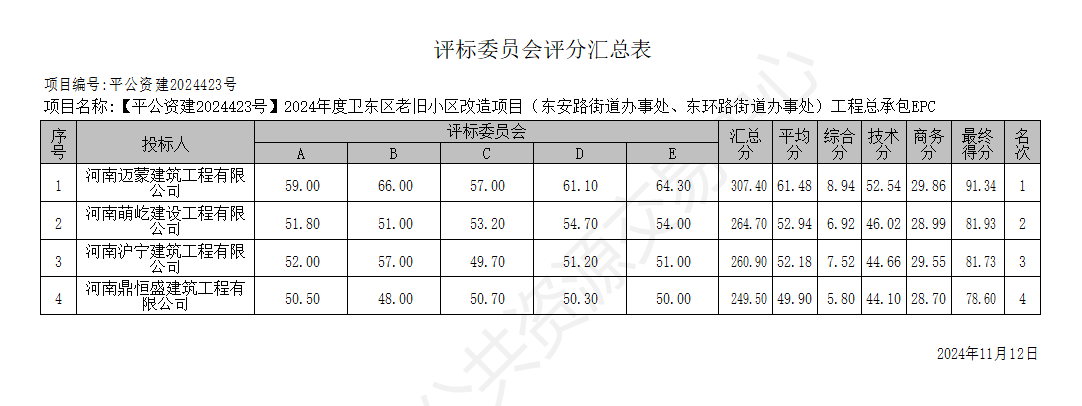 评标委员会评分汇总表
项目编号:平公资建2024423号
项目名称:【平公资建2024423号】2024年度卫东区老旧小区改造项目（东安路街道办事处、东环路街道办事处）工程总承包EPC
序号 投标人 评标委员会 汇总分 平均分 综合分 技术分 商务分 最终得分 名次
A B C D E
1 河南迈蒙建筑工程有限公司 59.00 66.00 57.00 61.10 64.30 307.40 61.48 8.94 52.54 29.86 91.34 1
2 河南萌屹建设工程有限公司 51.80 51.00 53.20 54.70 54.00 264.70 52.94 6.92 46.02 28.99 81.93 2
3 河南沪宁建筑工程有限公司 52.00 57.00 49.70 51.20 51.00 260.90 52.18 7.52 44.66 29.55 81.73 3
4 河南鼎恒盛建筑工程有限公司 50.50 48.00 50.70 50.30 50.00 249.50 49.90 5.80 44.10 28.70 78.60 4
2024年11月12日
公共资源交易中心